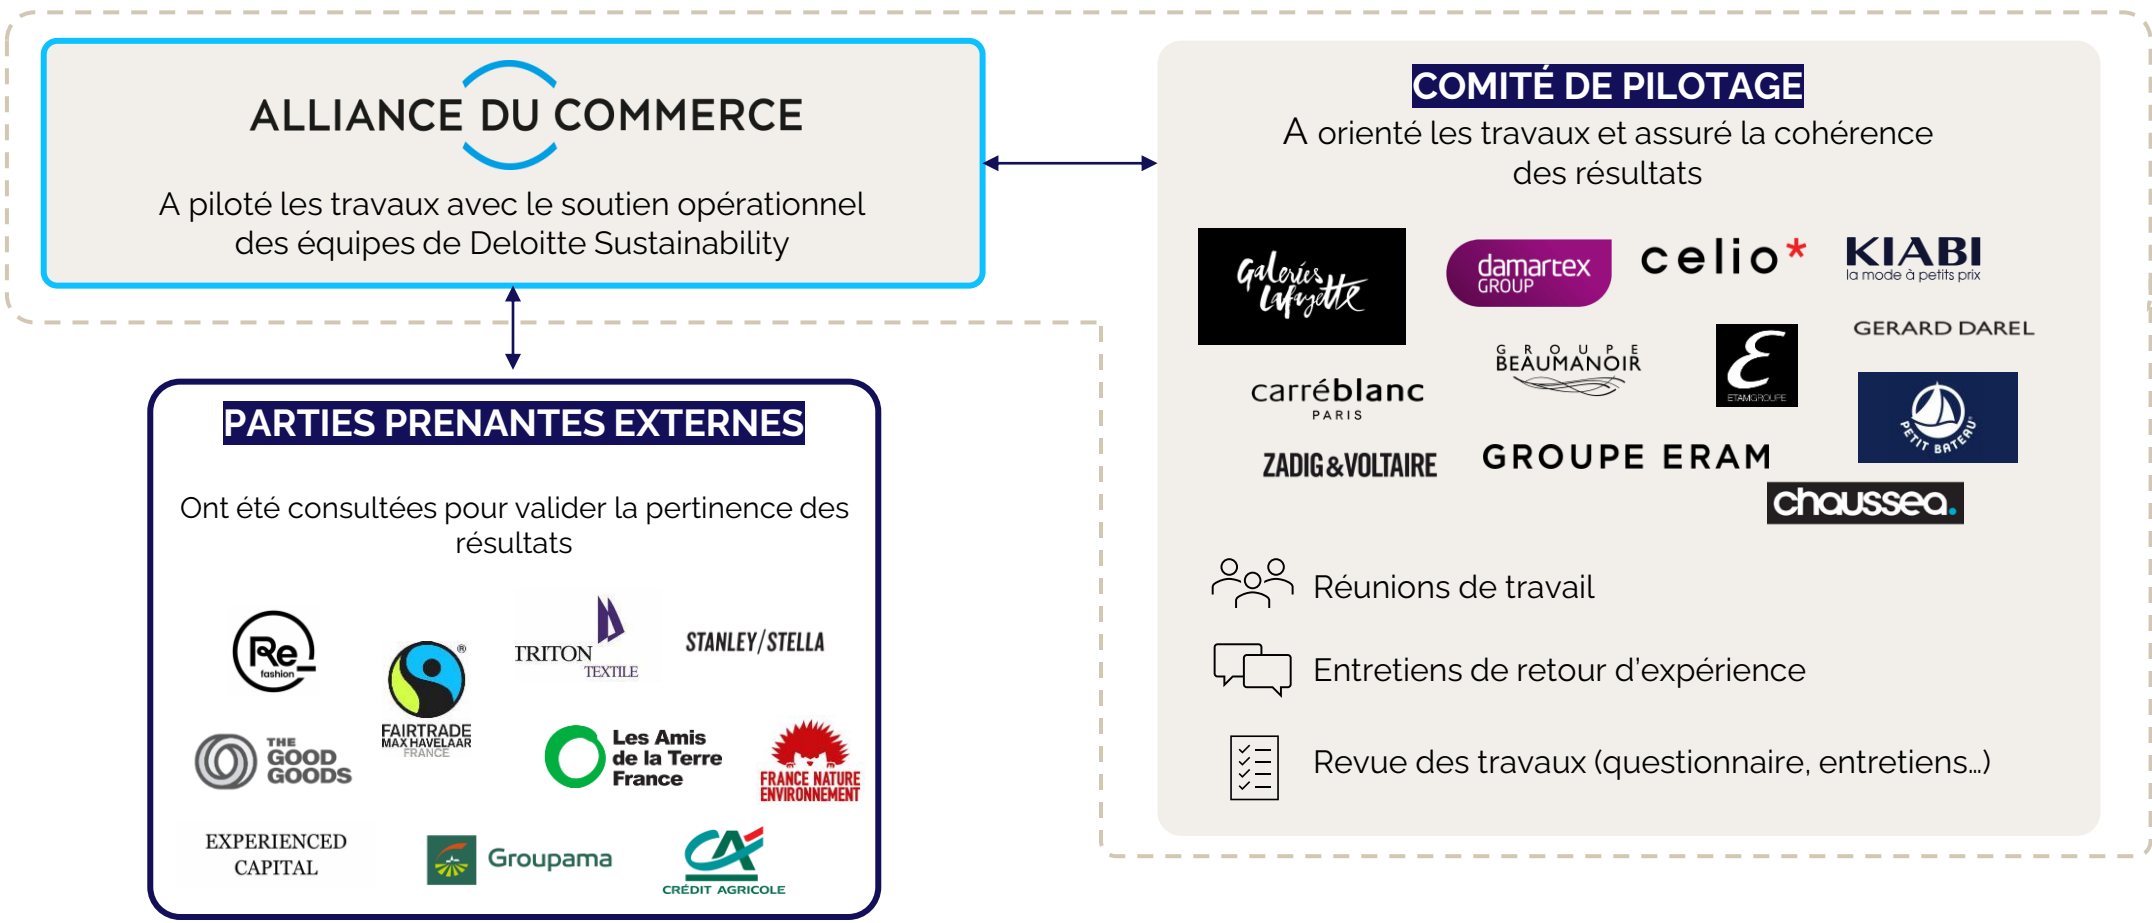 ALLIANCE DU COMMERCE
A piloté les travaux avec le soutien opérationnel
des équipes de Deloitte Sustainability
COMITÉ DE PILOTAGE
A orienté les travaux et assuré la cohérence
des résultats
Galeries
Lafayette
damartex
GROUP
celio*
KIABI
la mode à petits prix
GERARD DAREL
GROUPE
BEAUMANOIR
ETAMGROUPE
carréblanc
PARIS
PETIT BATEAU
ZADIG&VOLTAIRE
GROUPE ERAM
chaussea.
Réunions de travail
Entretiens de retour d'expérience
Revue des travaux (questionnaire, entretiens...)
PARTIES PRENANTES EXTERNES
Ont été consultées pour valider la pertinence des
résultats
Re_
fashion
FAIRTRADE
MAX HAVELAAR
FRANCE
TRITON
TEXTILE
STANLEY/STELLA
THE
GOOD
GOODS
Les Amis
de la Terre
France
FRANCE NATURE
ENVIRONNEMENT
EXPERIENCED
CAPITAL
Groupama
CA
CRÉDIT AGRICOLE